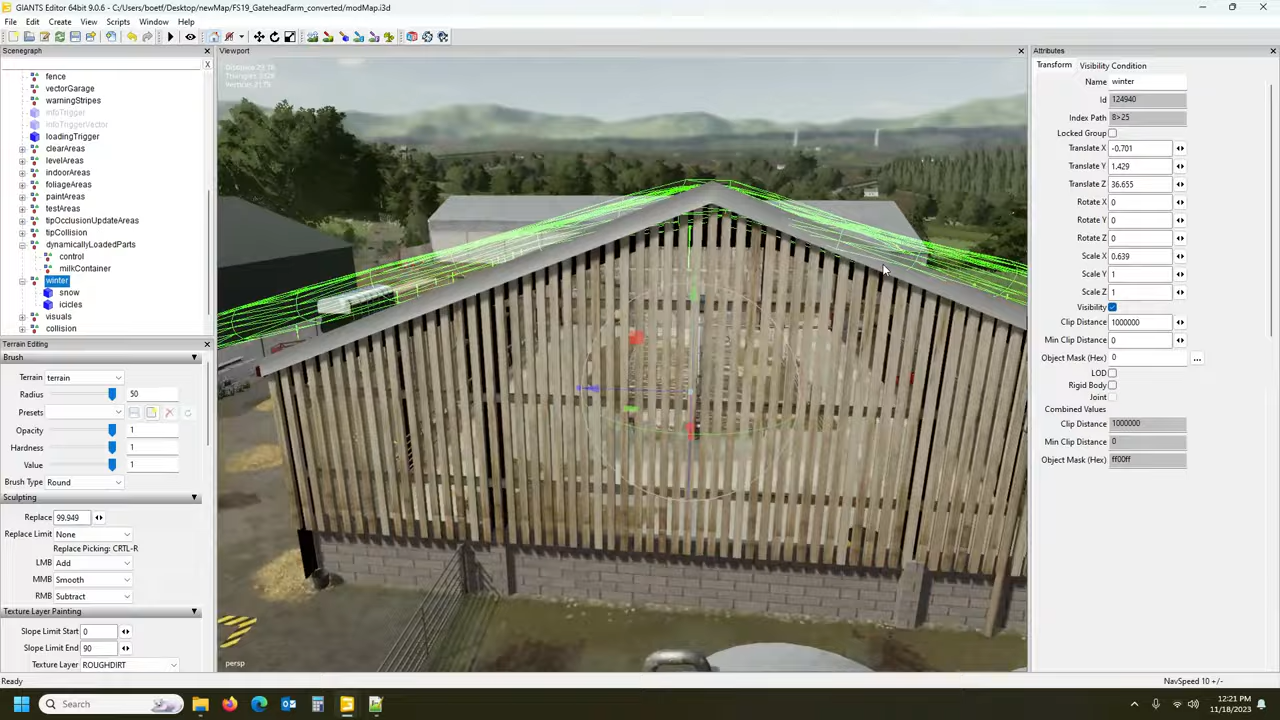 GIANTS Editor 64bit v9.0.6 - C:/Users/boetf/Desktop/newMap/FS19_GateheadFarm_converted/modMap.i3d
File Edit Create View Scripts Window Help
Scenegraph
X
fence
vectorGarage
warningStripes
infoTrigger
infoTriggerVector
loadingTrigger
clearAreas
levelAreas
indoorAreas
foliageAreas
paintAreas
testAreas
tipOcclusionUpdateAreas
tipCollision
dynamicallyLoadedParts
control
milkContainer
winter
snow
icicles
visuals
collision
Terrain Editing
Brush
Terrain terrain
Radius 50
Presets
Opacity 1
Hardness 1
Value 1
Brush Type Round
Sculpting
Replace 99.949
Replace Limit None
Replace Picking: CRTL-R
LMB Add
MMB Smooth
RMB Subtract
Texture Layer Painting
Slope Limit Start 0
Slope Limit End 90
Texture Layer ROUGHDIRT
Viewport
persp
Attributes
Transform Visibility Condition
Name winter
Id 124940
Index Path 8>25
Locked Group
Translate X -0.701
Translate Y 1.429
Translate Z 36.655
Rotate X 0
Rotate Y 0
Rotate Z 0
Scale X 0.639
Scale Y 1
Scale Z 1
Visibility
Clip Distance 1000000
Min Clip Distance 0
Object Mask (Hex) 0 ...
LOD
Rigid Body
Joint
Combined Values
Clip Distance 1000000
Min Clip Distance 0
Object Mask (Hex) ff00ff
Ready
NavSpeed 10 +/-
Search
12:21 PM
11/18/2023